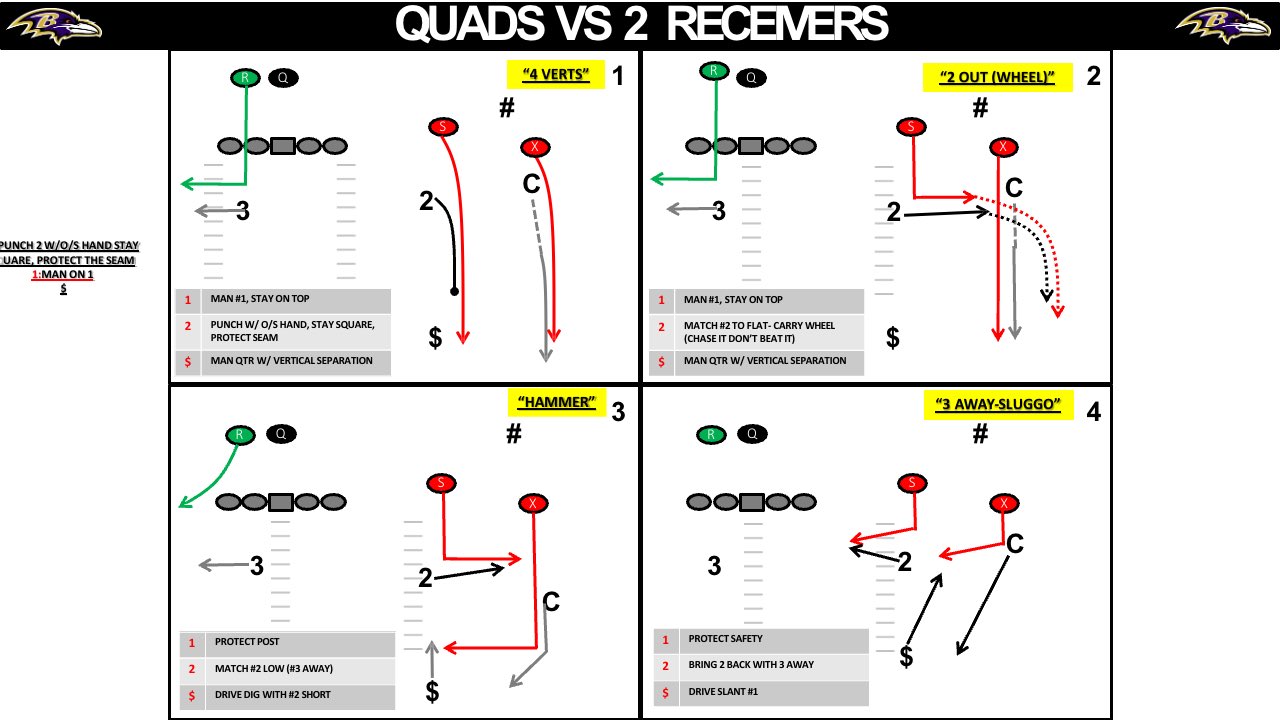 QUADS VS 2 RECEIVERS
PUNCH 2 W/O/S HAND STAY
UARE, PROTECT THE SEAM
1:MAN ON 1
$
"4 VERTS"
1
R
Q
#
S
X
C
2
3
$
1 MAN #1, STAY ON TOP
2 PUNCH W/ O/S HAND, STAY SQUARE,
PROTECT SEAM
$ MAN QTR W/ VERTICAL SEPARATION
"2 OUT (WHEEL)"
2
R
Q
#
S
X
C
2
3
$
1 MAN #1, STAY ON TOP
2 MATCH #2 TO FLAT- CARRY WHEEL
(CHASE IT DON'T BEAT IT)
$ MAN QTR W/ VERTICAL SEPARATION
"HAMMER"
3
R
Q
#
S
X
3
2
C
$
1 PROTECT POST
2 MATCH #2 LOW (#3 AWAY)
$ DRIVE DIG WITH #2 SHORT
"3 AWAY-SLUGGO"
4
R
Q
#
S
X
C
2
3
$
1 PROTECT SAFETY
2 BRING 2 BACK WITH 3 AWAY
$ DRIVE SLANT #1